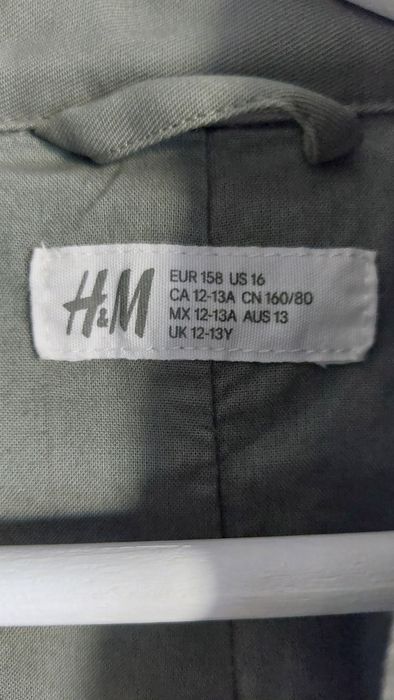 H&M
EUR 158 US 16
CA 12-13A CN 160/80
MX 12-13A AUS 13
UK 12-13Y